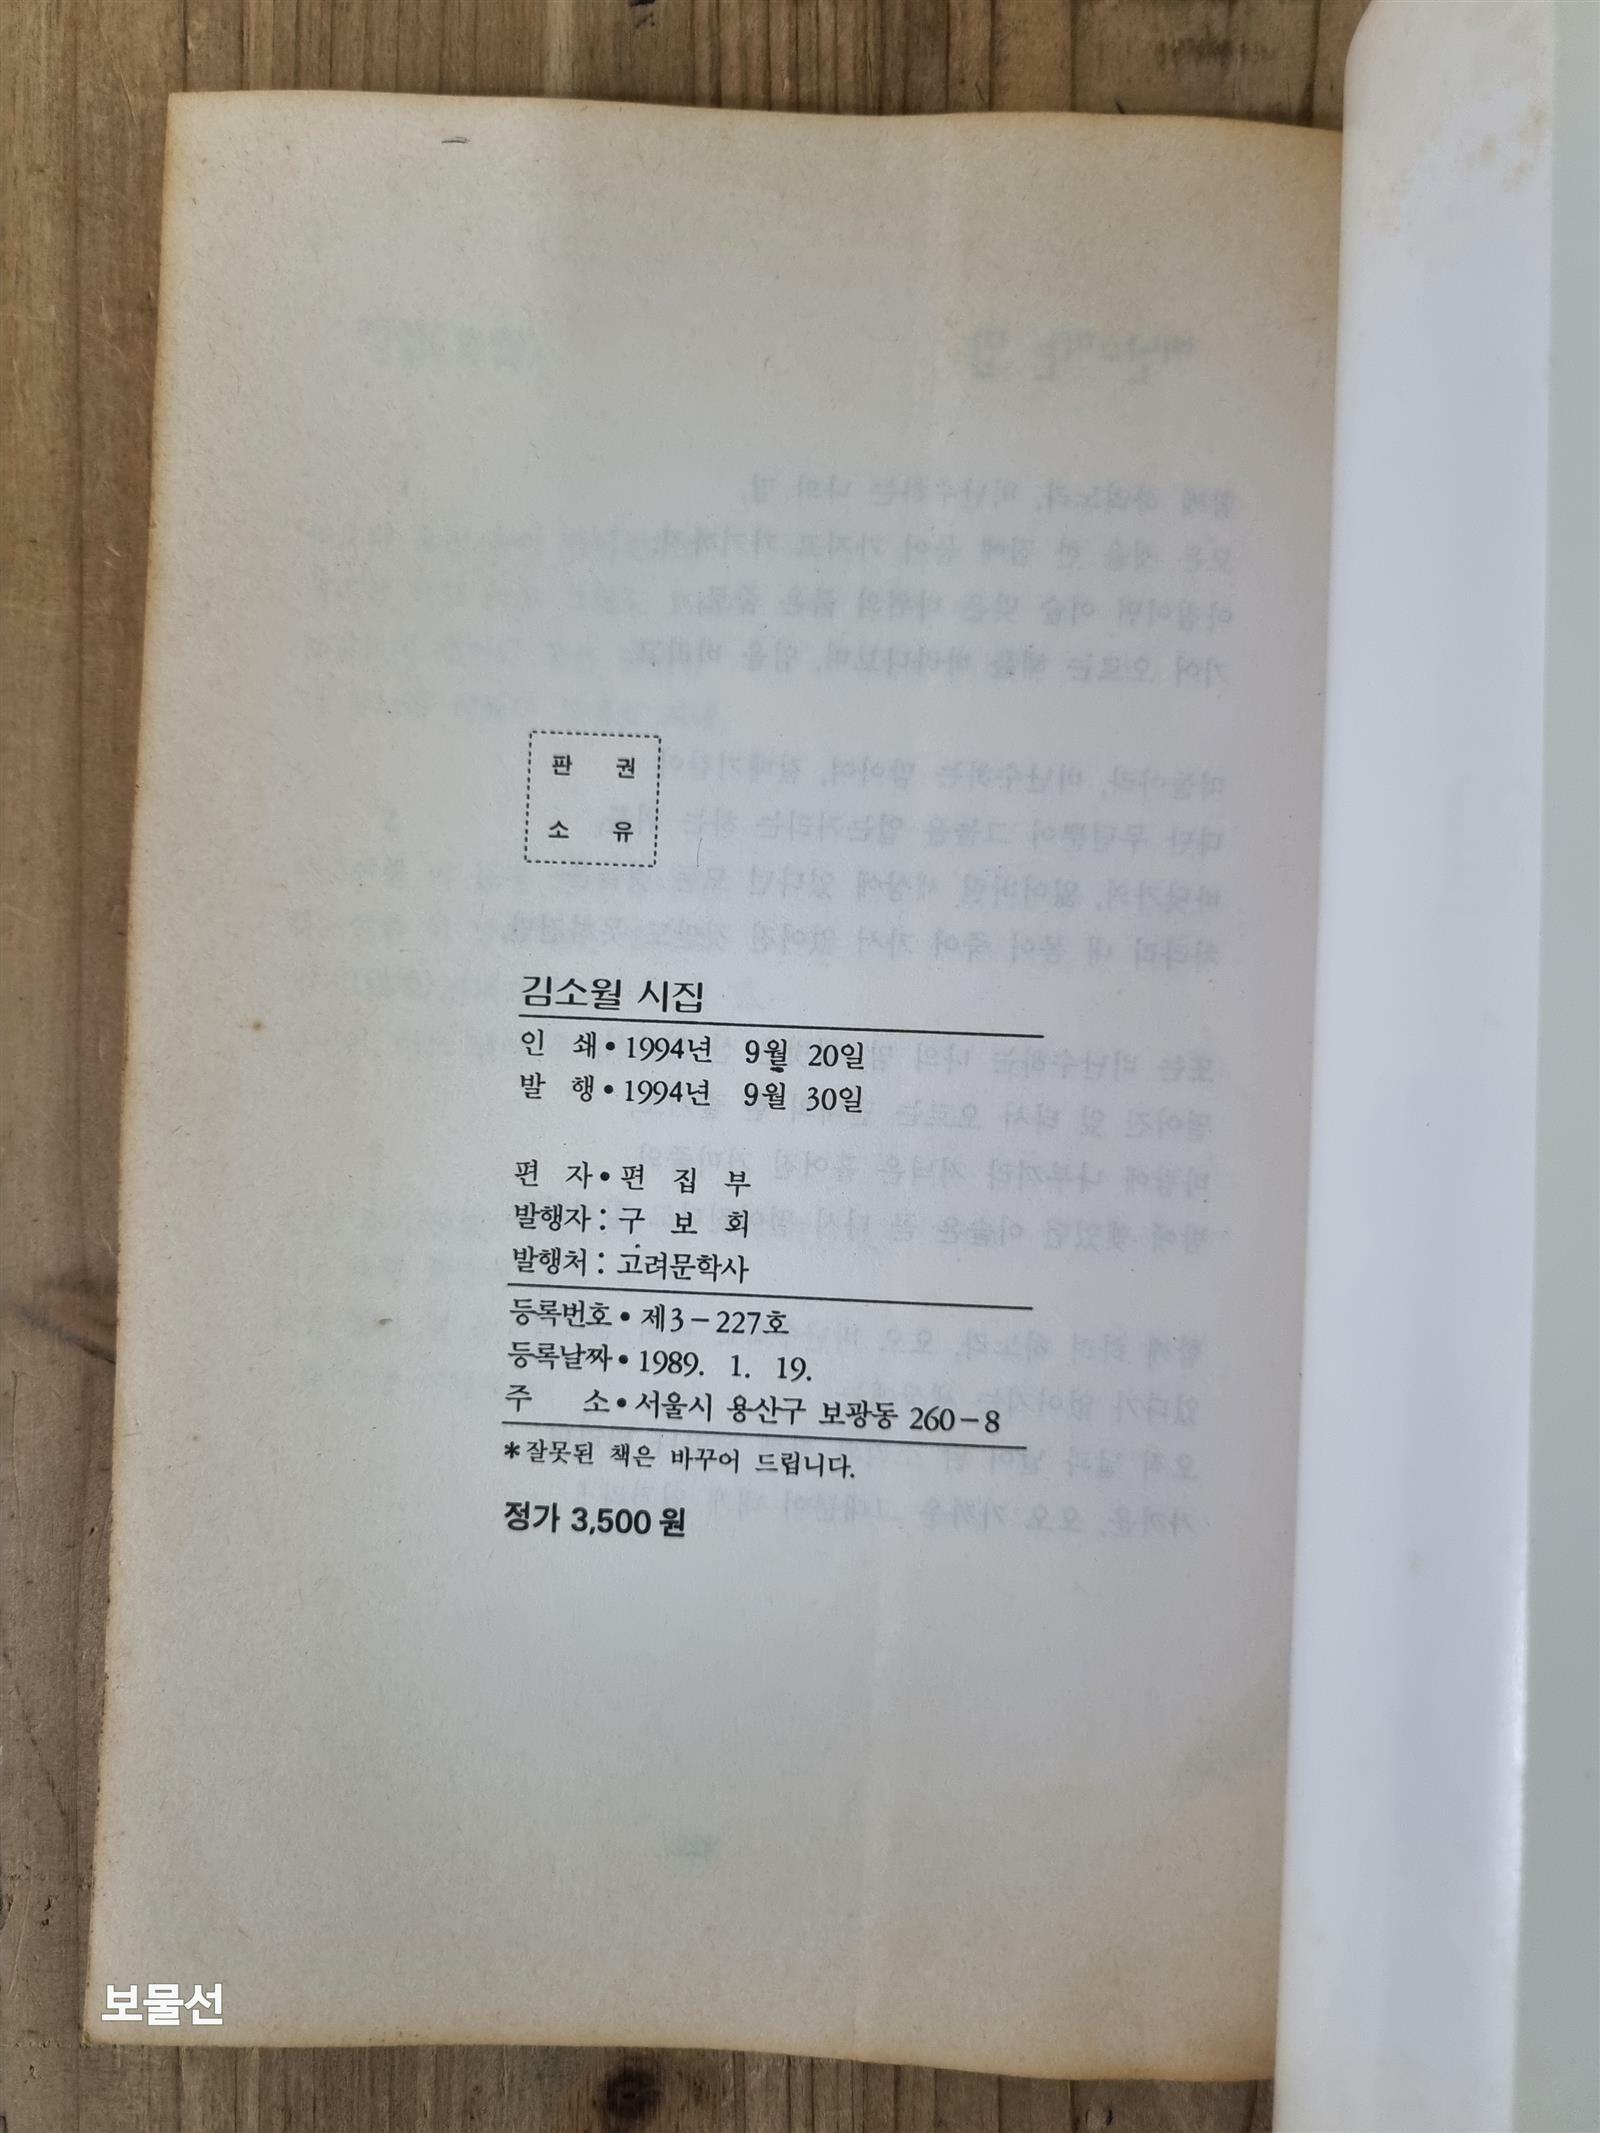 판 권
소 유
김소월 시집
인 쇄•1994년 9월 20일
발 행•1994년 9월 30일
편 자•편 집 부
발행자:구 보 회
발행처:고려문학사
등록번호•제3-227호
등록날짜•1989. 1. 19.
주 소•서울시 용산구 보광동 260-8
*잘못된 책은 바꾸어 드립니다.
정가 3,500원
보물선